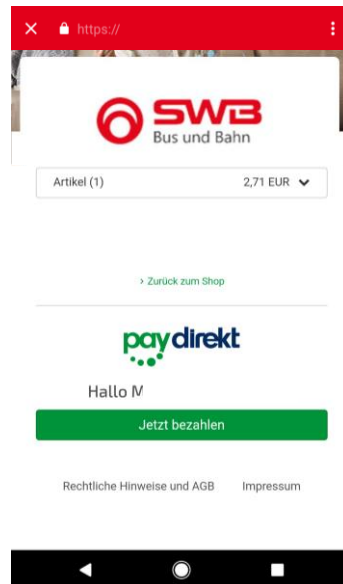 https://
SWB
Bus und Bahn
Artikel (1) 2,71 EUR
› Zurück zum Shop
paydirekt
Hallo M
Jetzt bezahlen
Rechtliche Hinweise und AGB Impressum